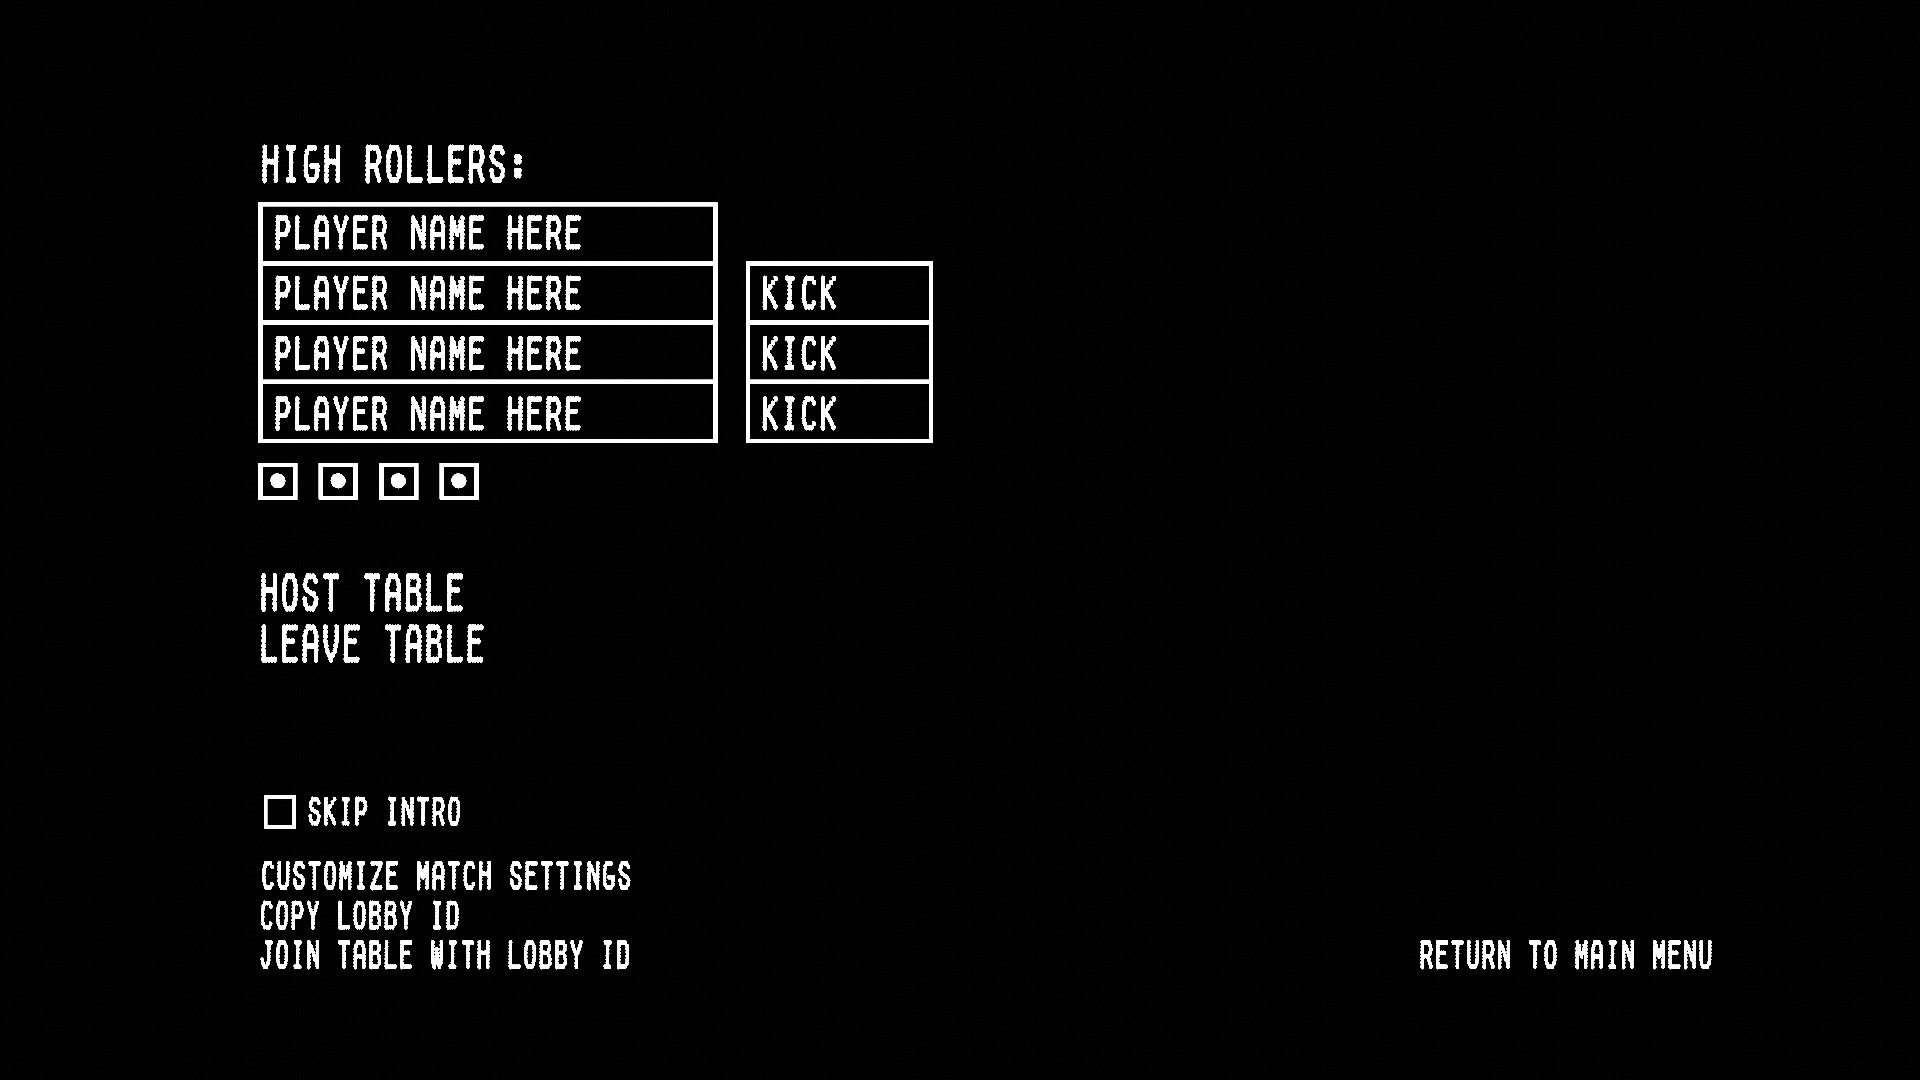 HIGH ROLLERS:
PLAYER NAME HERE
PLAYER NAME HERE KICK
PLAYER NAME HERE KICK
PLAYER NAME HERE KICK
HOST TABLE
LEAVE TABLE
SKIP INTRO
CUSTOMIZE MATCH SETTINGS
COPY LOBBY ID
JOIN TABLE WITH LOBBY ID
RETURN TO MAIN MENU